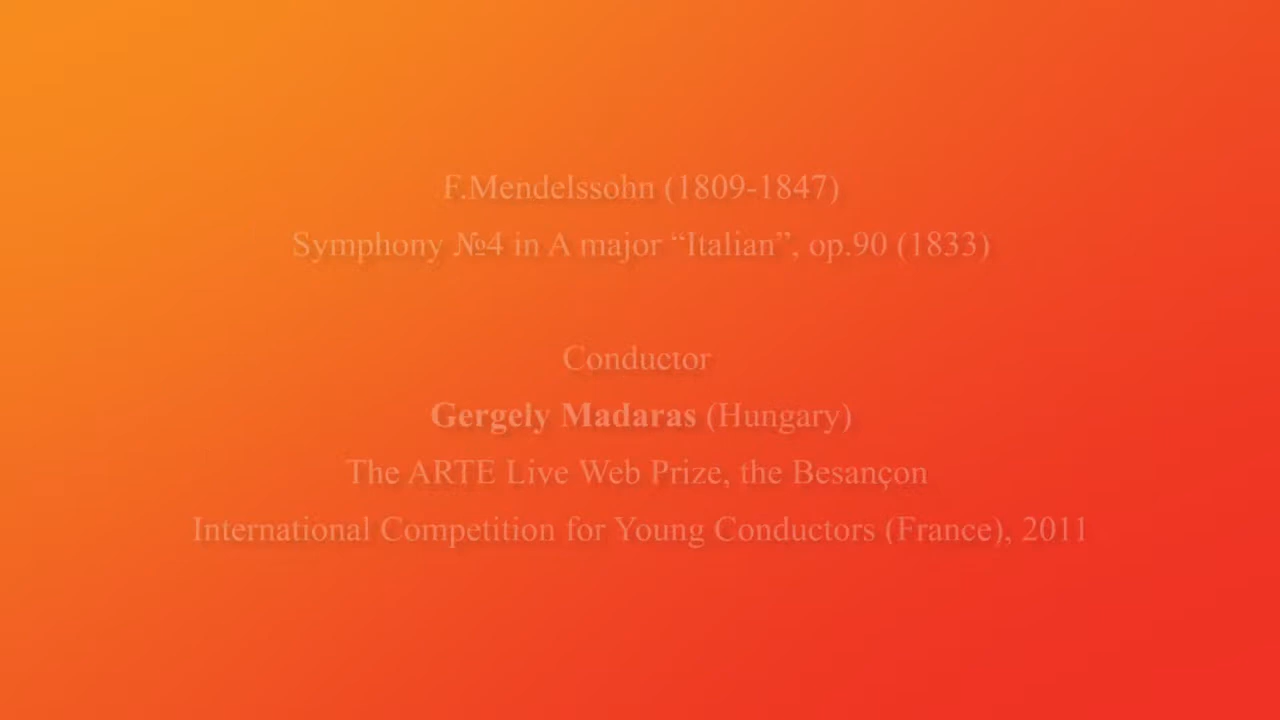 F.Mendelssohn (1809-1847)
Symphony №4 in A major “Italian”, op.90 (1833)
Conductor
Gergely Madaras (Hungary)
The ARTE Live Web Prize, the Besançon
International Competition for Young Conductors (France), 2011